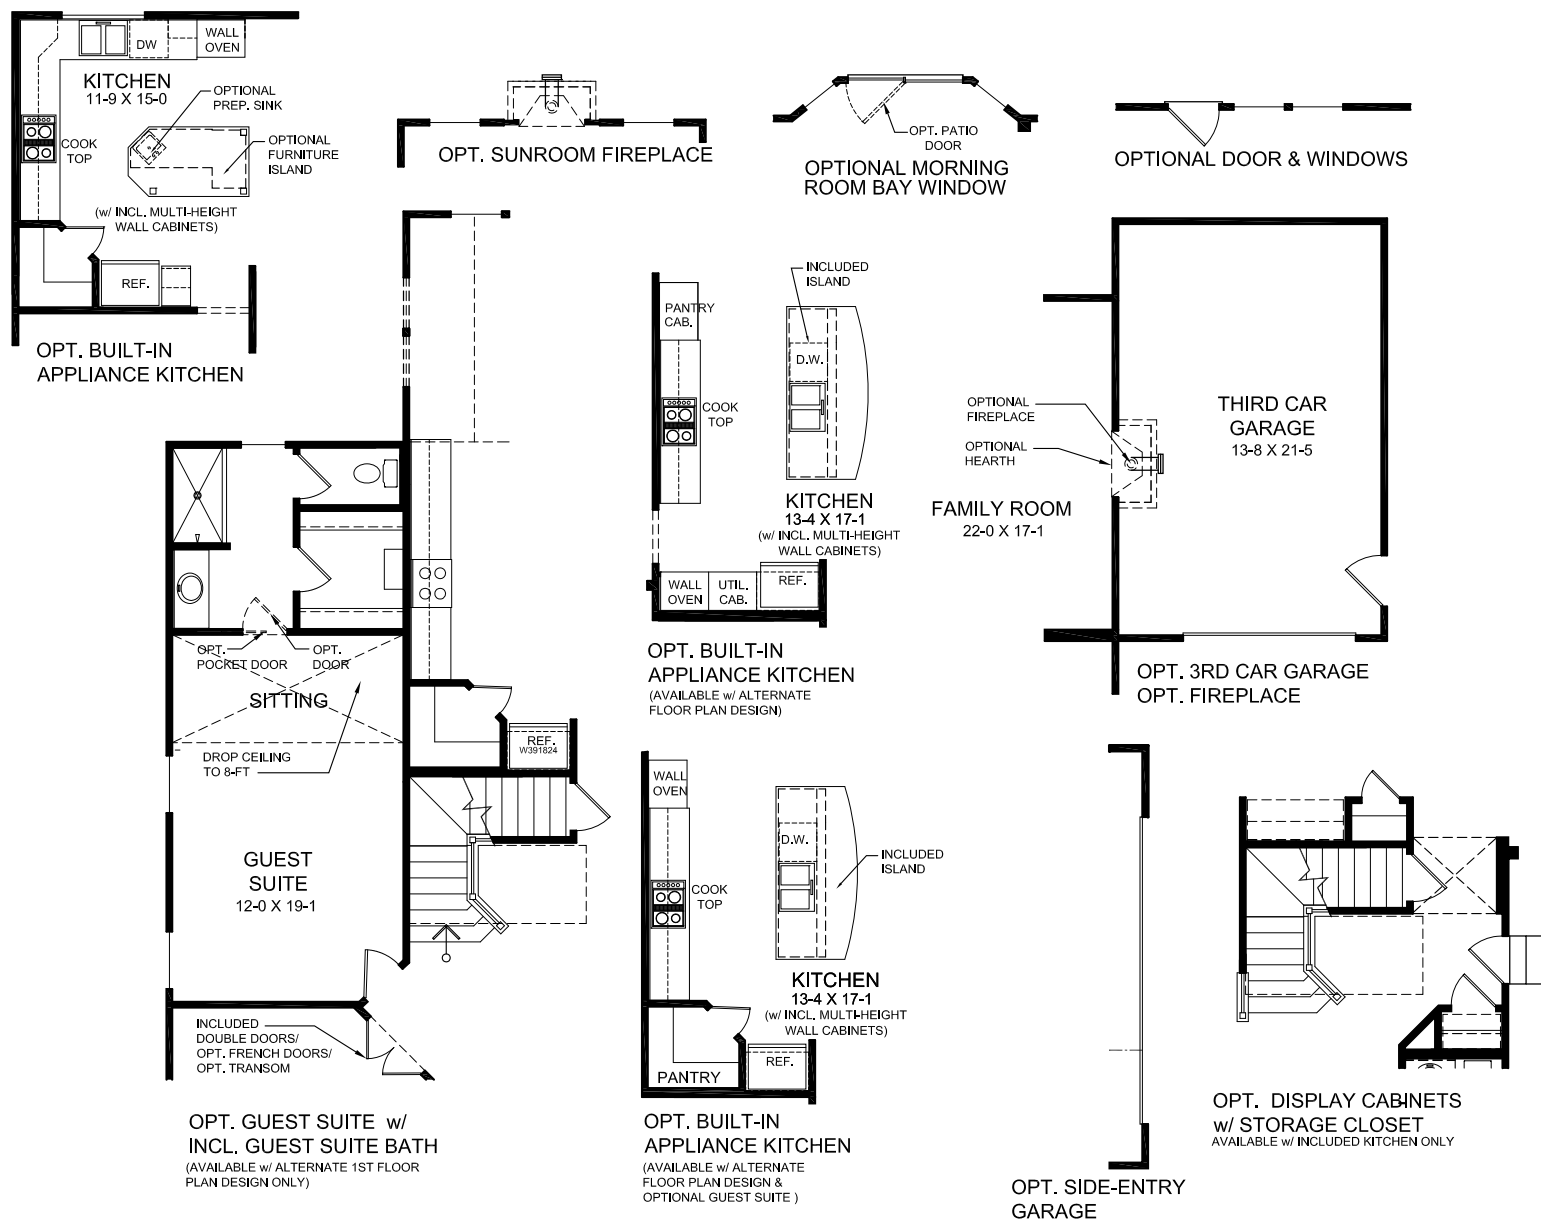 WALL
OVEN
DW
KITCHEN
11-9 X 15-0
OPTIONAL
PREP. SINK
COOK
TOP
OPTIONAL
FURNITURE
ISLAND
(w/ INCL. MULTI-HEIGHT
WALL CABINETS)
REF.
OPT. BUILT-IN
APPLIANCE KITCHEN
OPT. SUNROOM FIREPLACE
OPT. PATIO
DOOR
OPTIONAL MORNING
ROOM BAY WINDOW
OPTIONAL DOOR & WINDOWS
INCLUDED
ISLAND
PANTRY
CAB.
D.W.
COOK
TOP
KITCHEN
13-4 X 17-1
(w/ INCL. MULTI-HEIGHT
WALL CABINETS)
WALL
OVEN
UTIL.
CAB.
REF.
OPT. BUILT-IN
APPLIANCE KITCHEN
(AVAILABLE w/ ALTERNATE
FLOOR PLAN DESIGN)
OPTIONAL
FIREPLACE
OPTIONAL
HEARTH
FAMILY ROOM
22-0 X 17-1
THIRD CAR
GARAGE
13-8 X 21-5
OPT. 3RD CAR GARAGE
OPT. FIREPLACE
OPT.
POCKET DOOR
OPT.
DOOR
SITTING
DROP CEILING
TO 8-FT
REF.
W391824
GUEST
SUITE
12-0 X 19-1
INCLUDED
DOUBLE DOORS/
OPT. FRENCH DOORS/
OPT. TRANSOM
OPT. GUEST SUITE w/
INCL. GUEST SUITE BATH
(AVAILABLE w/ ALTERNATE 1ST FLOOR
PLAN DESIGN ONLY)
WALL
OVEN
D.W.
INCLUDED
ISLAND
COOK
TOP
KITCHEN
13-4 X 17-1
(w/ INCL. MULTI-HEIGHT
WALL CABINETS)
REF.
PANTRY
OPT. BUILT-IN
APPLIANCE KITCHEN
(AVAILABLE w/ ALTERNATE
FLOOR PLAN DESIGN &
OPTIONAL GUEST SUITE )
OPT. SIDE-ENTRY
GARAGE
OPT. DISPLAY CABINETS
w/ STORAGE CLOSET
AVAILABLE w/ INCLUDED KITCHEN ONLY